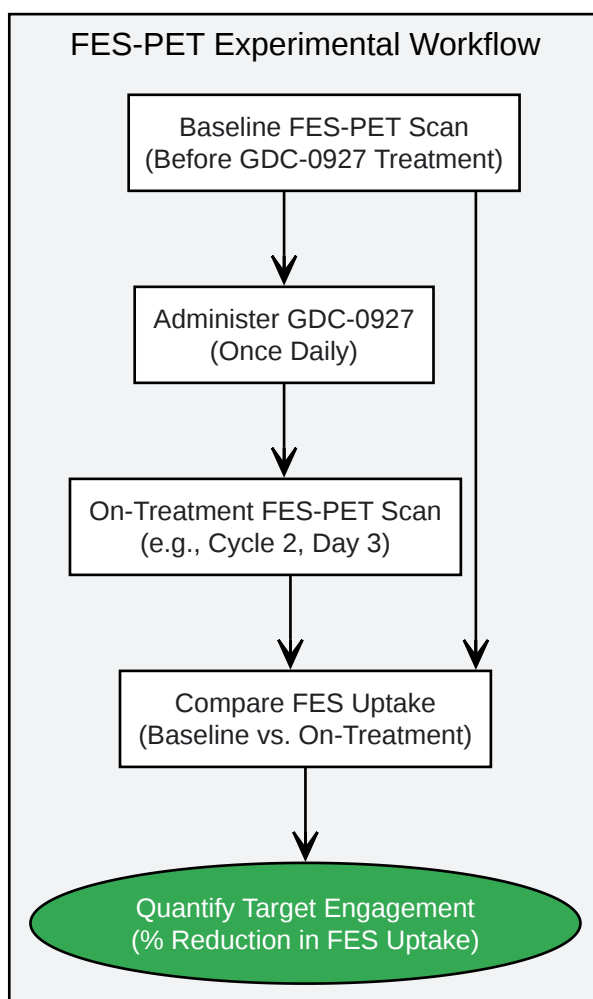 FES-PET Experimental Workflow
Baseline FES-PET Scan
(Before GDC-0927 Treatment)
Administer GDC-0927
(Once Daily)
On-Treatment FES-PET Scan
(e.g., Cycle 2, Day 3)
Compare FES Uptake
(Baseline vs. On-Treatment)
Quantify Target Engagement
(% Reduction in FES Uptake)